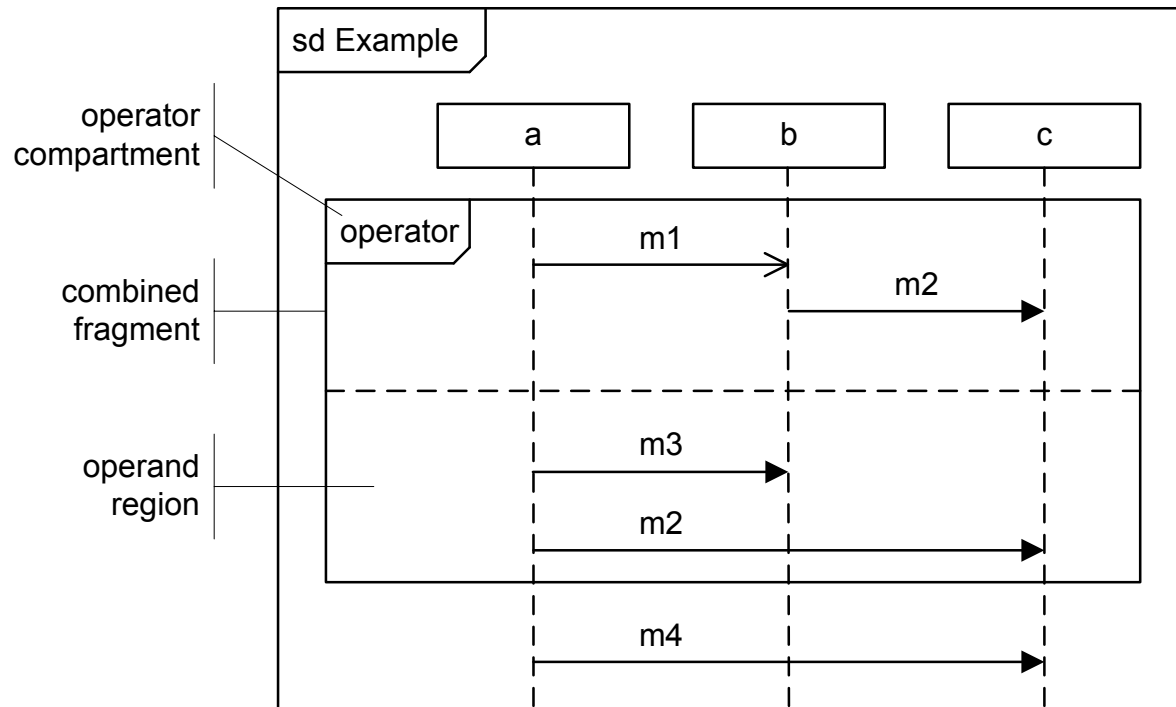 sd Example
operator
compartment
a
b
c
operator
m1
combined
fragment
m2
m3
operand
region
m2
m4